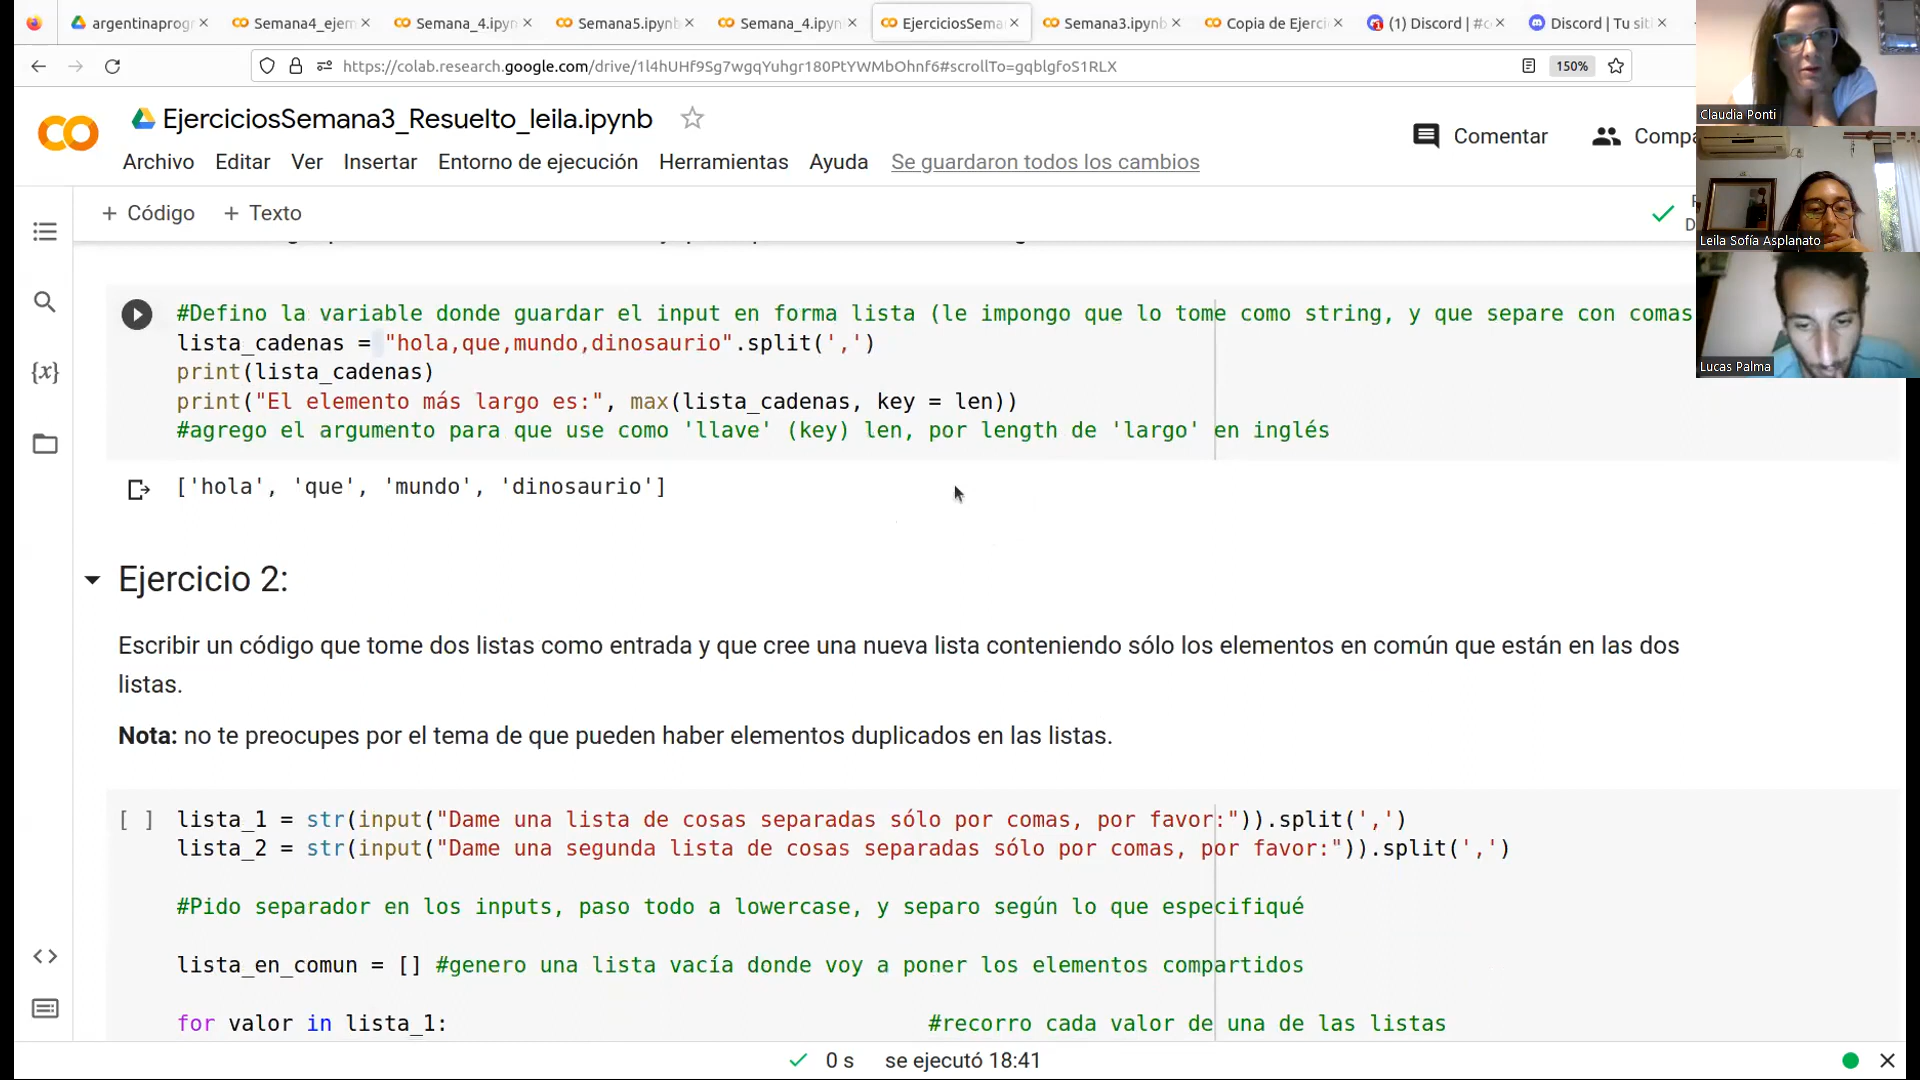 argentinaprog
Semana4_ejem
Semana_4.ipyn
Semana5.ipynb
Semana_4.ipyn
EjerciciosSema
Semana3.ipynb
Copia de Ejerci
(1) Discord | #c
Discord | Tu sit
https://colab.research.google.com/drive/1l4hUHf9Sg7wgqYuhgr180PtYWMbOhnf6#scrollTo=gqblgfoS1RLX
150%
CO
EjerciciosSemana3_Resuelto_leila.ipynb
Comentar
Compa
Archivo Editar Ver Insertar Entorno de ejecución Herramientas Ayuda Se guardaron todos los cambios
+ Código + Texto
Claudia Ponti
Leila Sofía Asplanato
Lucas Palma
#Defino la variable donde guardar el input en forma lista (le impongo que lo tome como string, y que separe con comas
lista_cadenas = "hola,que,mundo,dinosaurio".split(',')
print(lista_cadenas)
print("El elemento más largo es:", max(lista_cadenas, key = len))
#agrego el argumento para que use como 'llave' (key) len, por length de 'largo' en inglés
['hola', 'que', 'mundo', 'dinosaurio']
Ejercicio 2:
Escribir un código que tome dos listas como entrada y que cree una nueva lista conteniendo sólo los elementos en común que están en las dos
listas.
Nota: no te preocupes por el tema de que pueden haber elementos duplicados en las listas.
[ ] lista_1 = str(input("Dame una lista de cosas separadas sólo por comas, por favor:")).split(',')
lista_2 = str(input("Dame una segunda lista de cosas separadas sólo por comas, por favor:")).split(',')
#Pido separador en los inputs, paso todo a lowercase, y separo según lo que especifiqué
lista_en_comun = [] #genero una lista vacía donde voy a poner los elementos compartidos
for valor in lista_1: #recorro cada valor de una de las listas
0 s se ejecutó 18:41
{x}